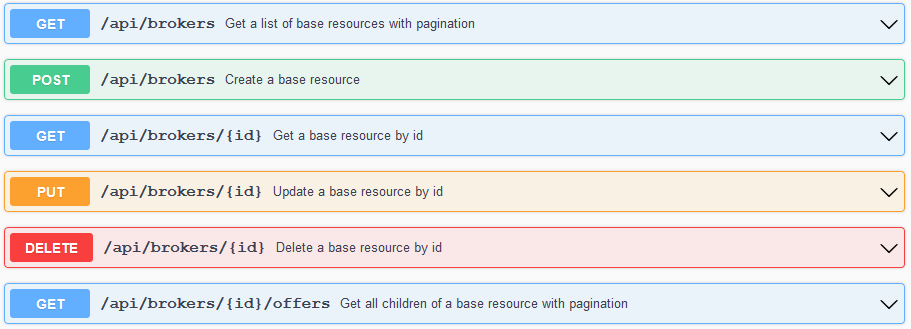 GET /api/brokers Get a list of base resources with pagination
POST /api/brokers Create a base resource
GET /api/brokers/{id} Get a base resource by id
PUT /api/brokers/{id} Update a base resource by id
DELETE /api/brokers/{id} Delete a base resource by id
GET /api/brokers/{id}/offers Get all children of a base resource with pagination